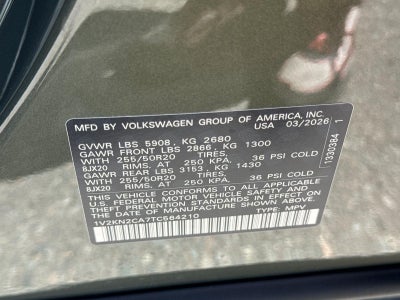 MFD BY VOLKSWAGEN GROUP OF AMERICA, INC.
USA 03/2026
GVWR LBS 5908, KG 2680
GAWR FRONT LBS 2866, KG 1300
WITH 255/50R20 TIRES,
8JX20 RIMS, AT 250 KPA, 36 PSI COLD
GAWR REAR LBS 3153, KG 1430
WITH 255/50R20 TIRES,
8JX20 RIMS, AT 250 KPA, 36 PSI COLD
THIS VEHICLE CONFORMS TO ALL APPLICABLE
U.S. FEDERAL MOTOR VEHICLE SAFETY, BUMPER, AND THEFT
PREVENTION STANDARDS IN EFFECT ON THE DATE OF
MANUFACTURE SHOWN ABOVE.
1V2KN2CA7TC564210 TYPE: MPV
1330384 1